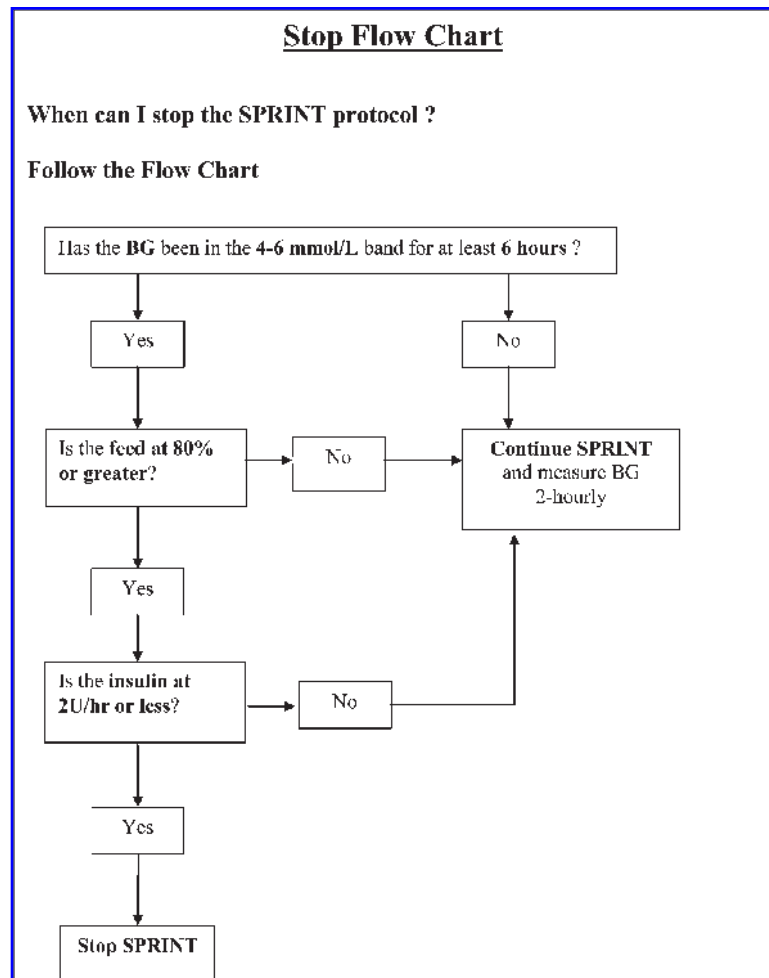 Stop Flow Chart
When can I stop the SPRINT protocol ?
Follow the Flow Chart
Has the BG been in the 4-6 mmol/L band for at least 6 hours ?
Yes
No
Is the feed at 80%
or greater?
No
Continue SPRINT
and measure BG
2-hourly
Yes
Is the insulin at
2U/hr or less?
No
Yes
Stop SPRINT